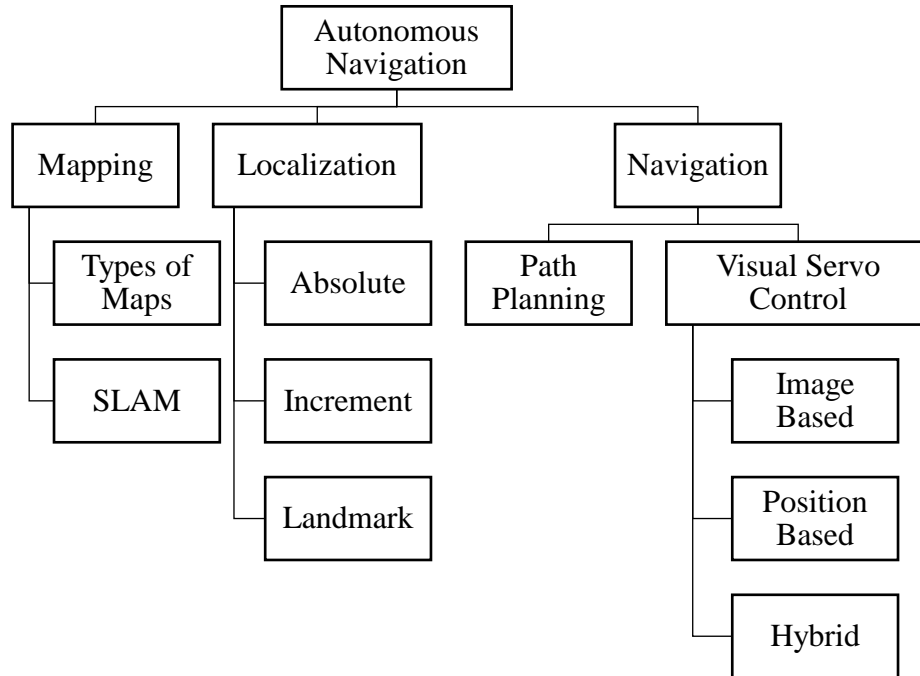 Autonomous
Navigation
Mapping
Localization
Navigation
Types of
Maps
Absolute
Path
Planning
Visual Servo
Control
SLAM
Increment
Image
Based
Landmark
Position
Based
Hybrid